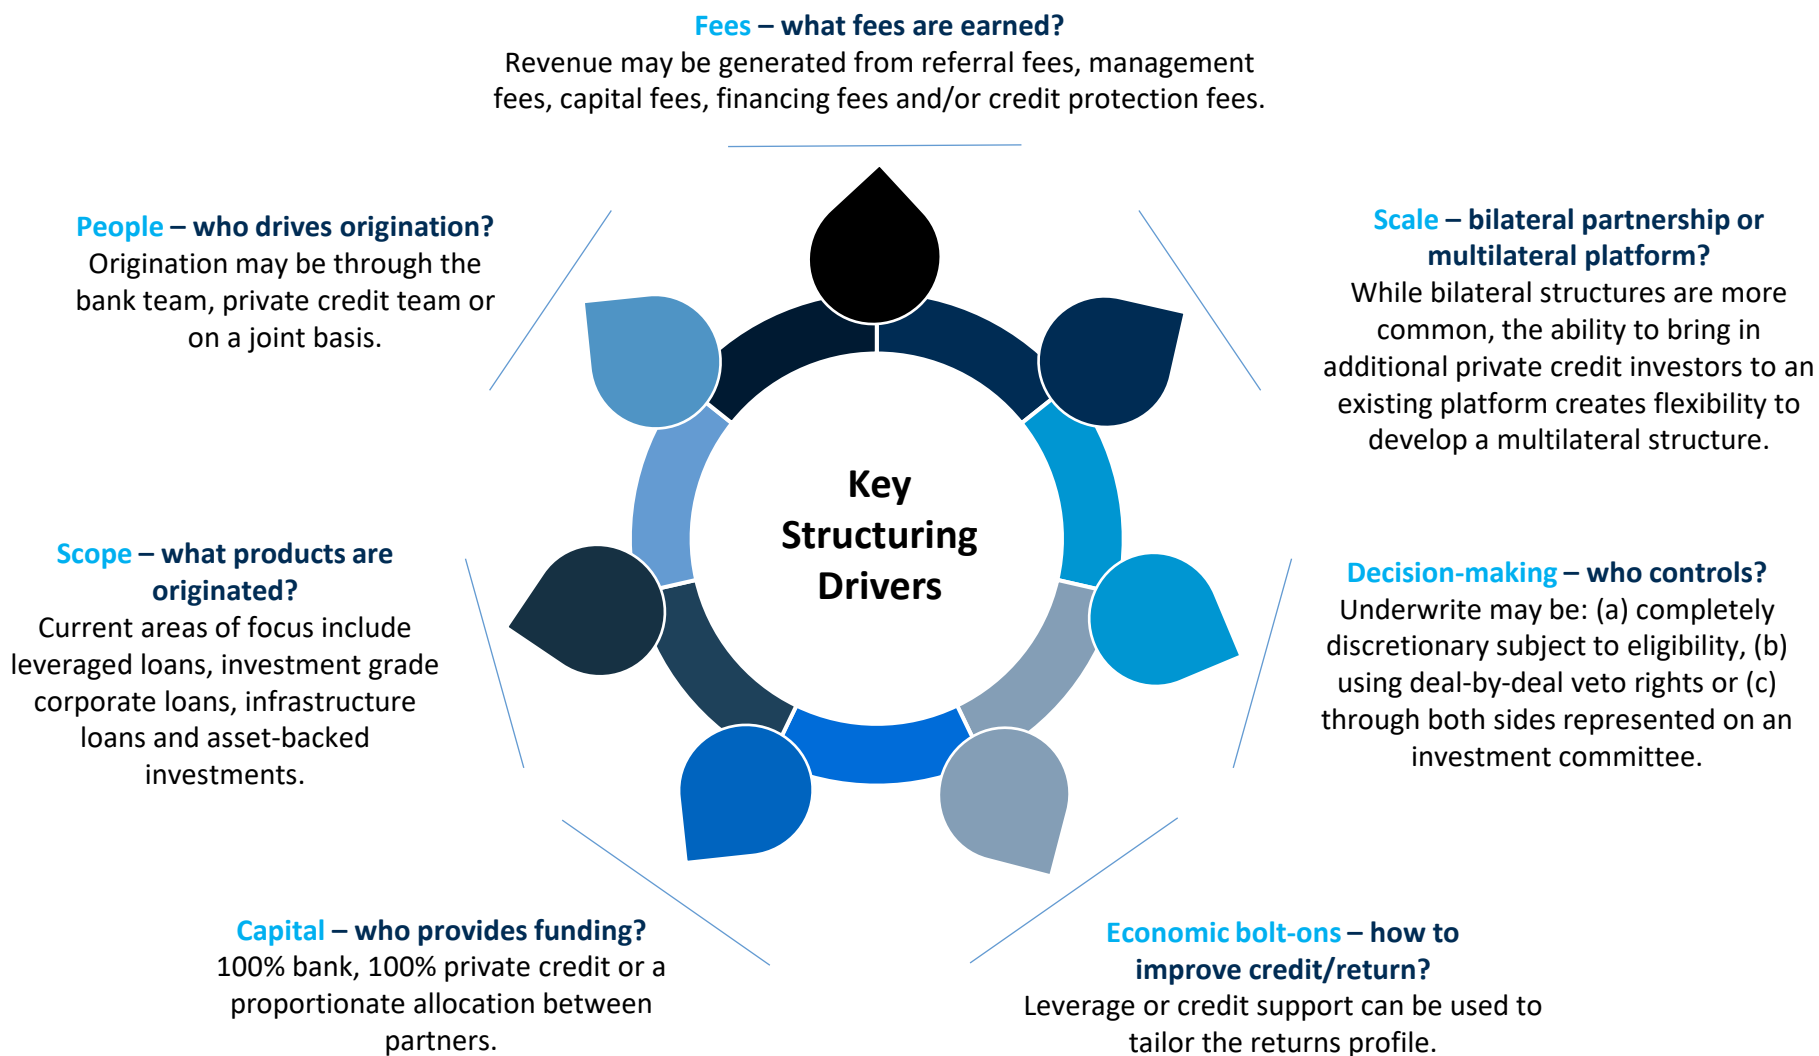 Fees – what fees are earned?
Revenue may be generated from referral fees, management
fees, capital fees, financing fees and/or credit protection fees.
People – who drives origination?
Origination may be through the
bank team, private credit team or
on a joint basis.
Scale – bilateral partnership or
multilateral platform?
While bilateral structures are more
common, the ability to bring in
additional private credit investors to an
existing platform creates flexibility to
develop a multilateral structure.
Key
Structuring
Drivers
Scope – what products are
originated?
Current areas of focus include
leveraged loans, investment grade
corporate loans, infrastructure
loans and asset-backed
investments.
Decision-making – who controls?
Underwrite may be: (a) completely
discretionary subject to eligibility, (b)
using deal-by-deal veto rights or (c)
through both sides represented on an
investment committee.
Capital – who provides funding?
100% bank, 100% private credit or a
proportionate allocation between
partners.
Economic bolt-ons – how to
improve credit/return?
Leverage or credit support can be used to
tailor the returns profile.